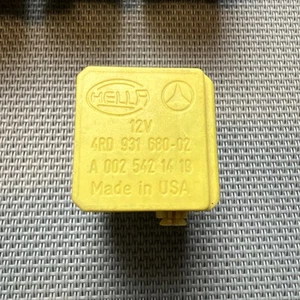 HELLA
12V
4RD 931 680-02
A 002 542 14 19
Made in USA